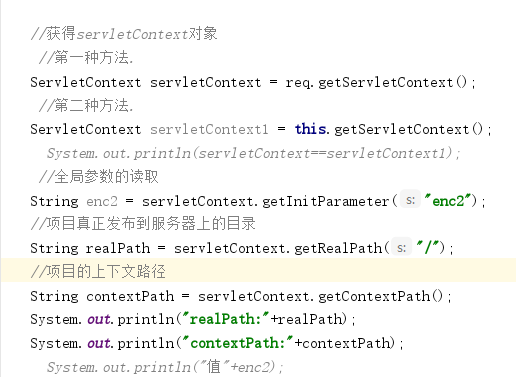 //获得servletContext对象
//第一种方法.
ServletContext servletContext = req.getServletContext();
//第二种方法.
ServletContext servletContext1 = this.getServletContext();
System.out.println(servletContext==servletContext1);
//全局参数的读取
String enc2 = servletContext.getInitParameter( s: "enc2");
//项目真正发布到服务器上的目录
String realPath = servletContext.getRealPath( s: "/");
//项目的上下文路径
String contextPath = servletContext.getContextPath();
System.out.println("realPath:"+realPath);
System.out.println("contextPath:"+contextPath);
System.out.println("值"+enc2);